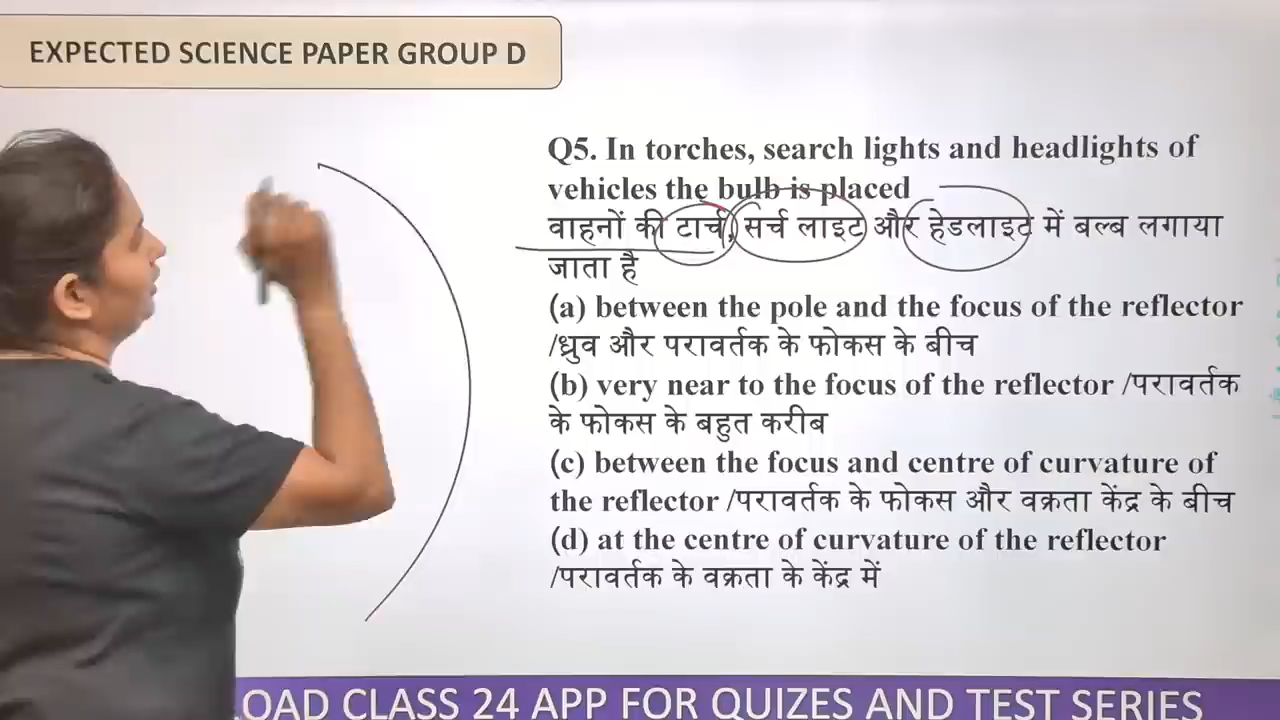 EXPECTED SCIENCE PAPER GROUP D
Q5. In torches, search lights and headlights of
vehicles the bulb is placed
वाहनों की टार्च, सर्च लाइट और हेडलाइट में बल्ब लगाया
जाता है
(a) between the pole and the focus of the reflector
/ध्रुव और परावर्तक के फोकस के बीच
(b) very near to the focus of the reflector /परावर्तक
के फोकस के बहुत करीब
(c) between the focus and centre of curvature of
the reflector /परावर्तक के फोकस और वक्रता केंद्र के बीच
(d) at the centre of curvature of the reflector
/परावर्तक के वक्रता के केंद्र में
OAD CLASS 24 APP FOR QUIZES AND TEST SERIES